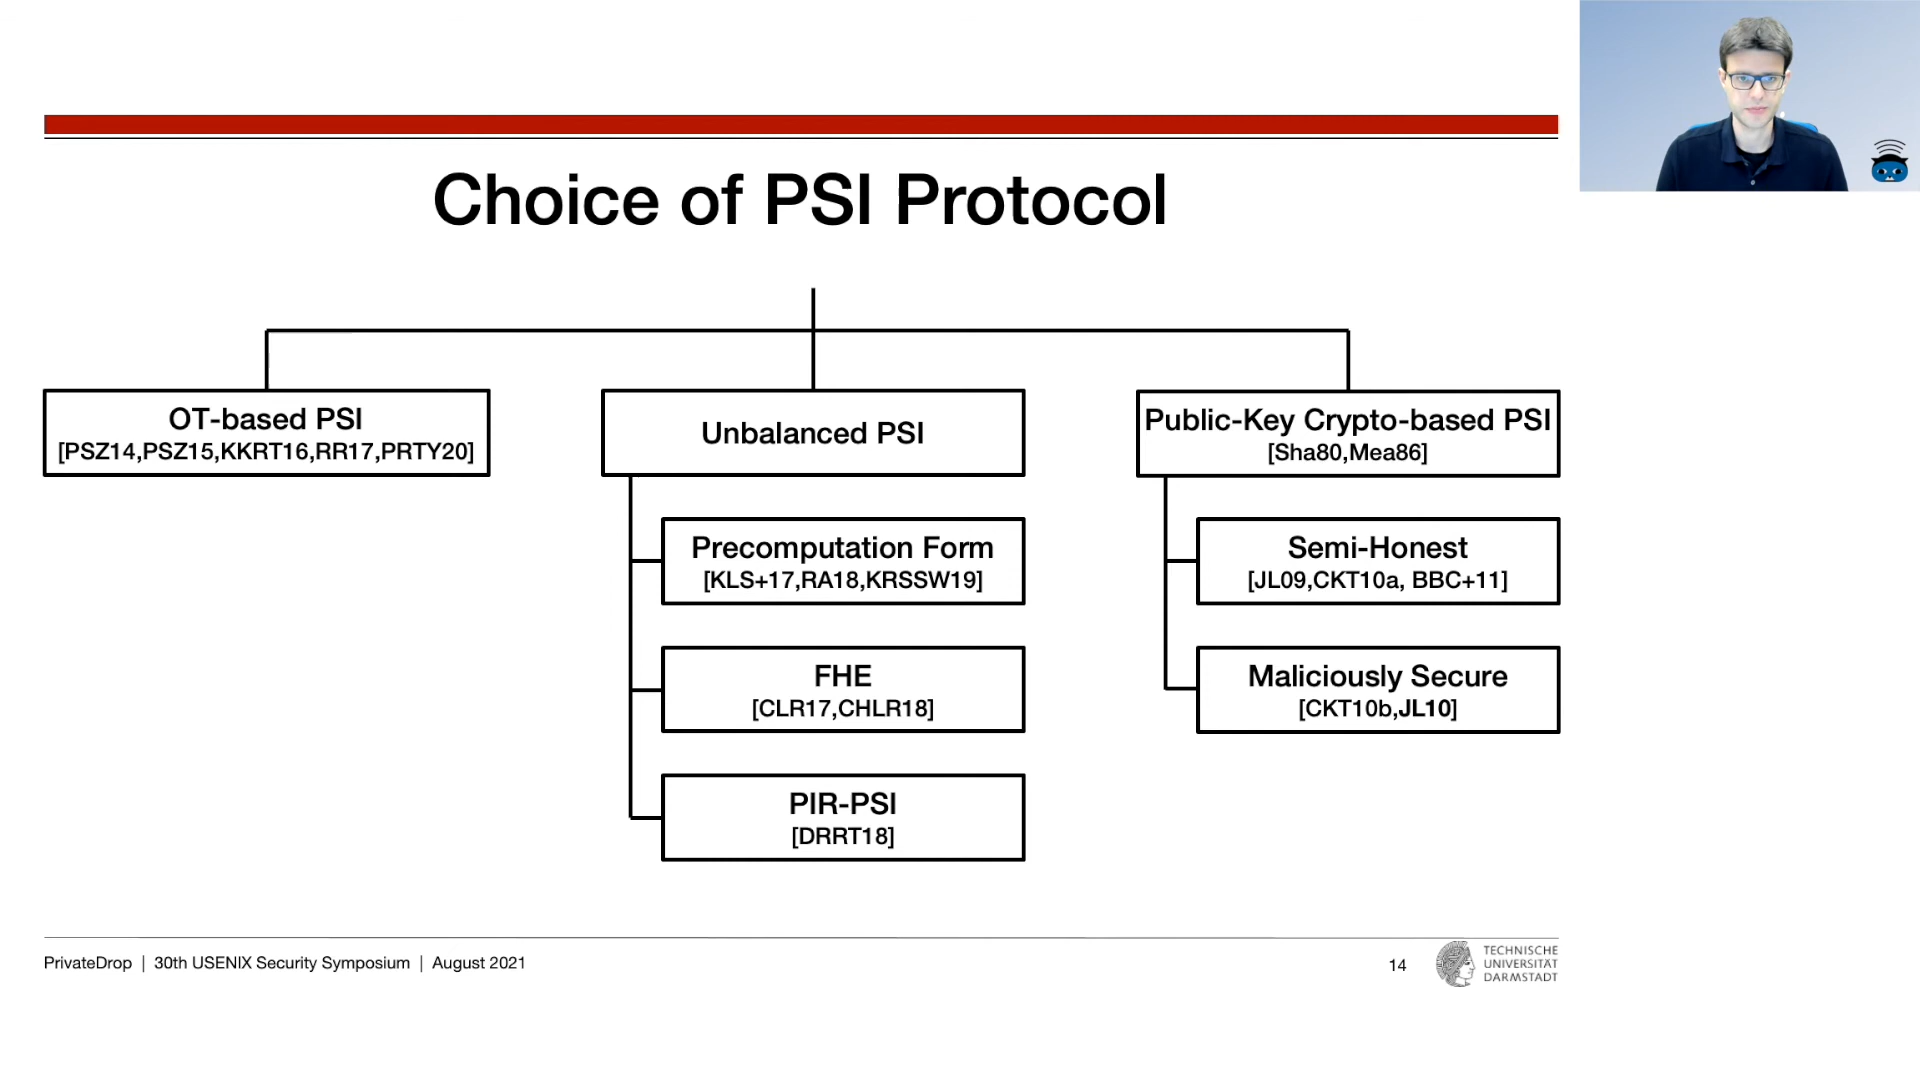 Choice of PSI Protocol
OT-based PSI
[PSZ14,PSZ15,KKRT16,RR17,PRTY20]
Unbalanced PSI
Precomputation Form
[KLS+17,RA18,KRSSW19]
FHE
[CLR17,CHLR18]
PIR-PSI
[DRRT18]
Public-Key Crypto-based PSI
[Sha80,Mea86]
Semi-Honest
[JL09,CKT10a, BBC+11]
Maliciously Secure
[CKT10b,JL10]
PrivateDrop | 30th USENIX Security Symposium | August 2021
14
TECHNISCHE
UNIVERSITÄT
DARMSTADT